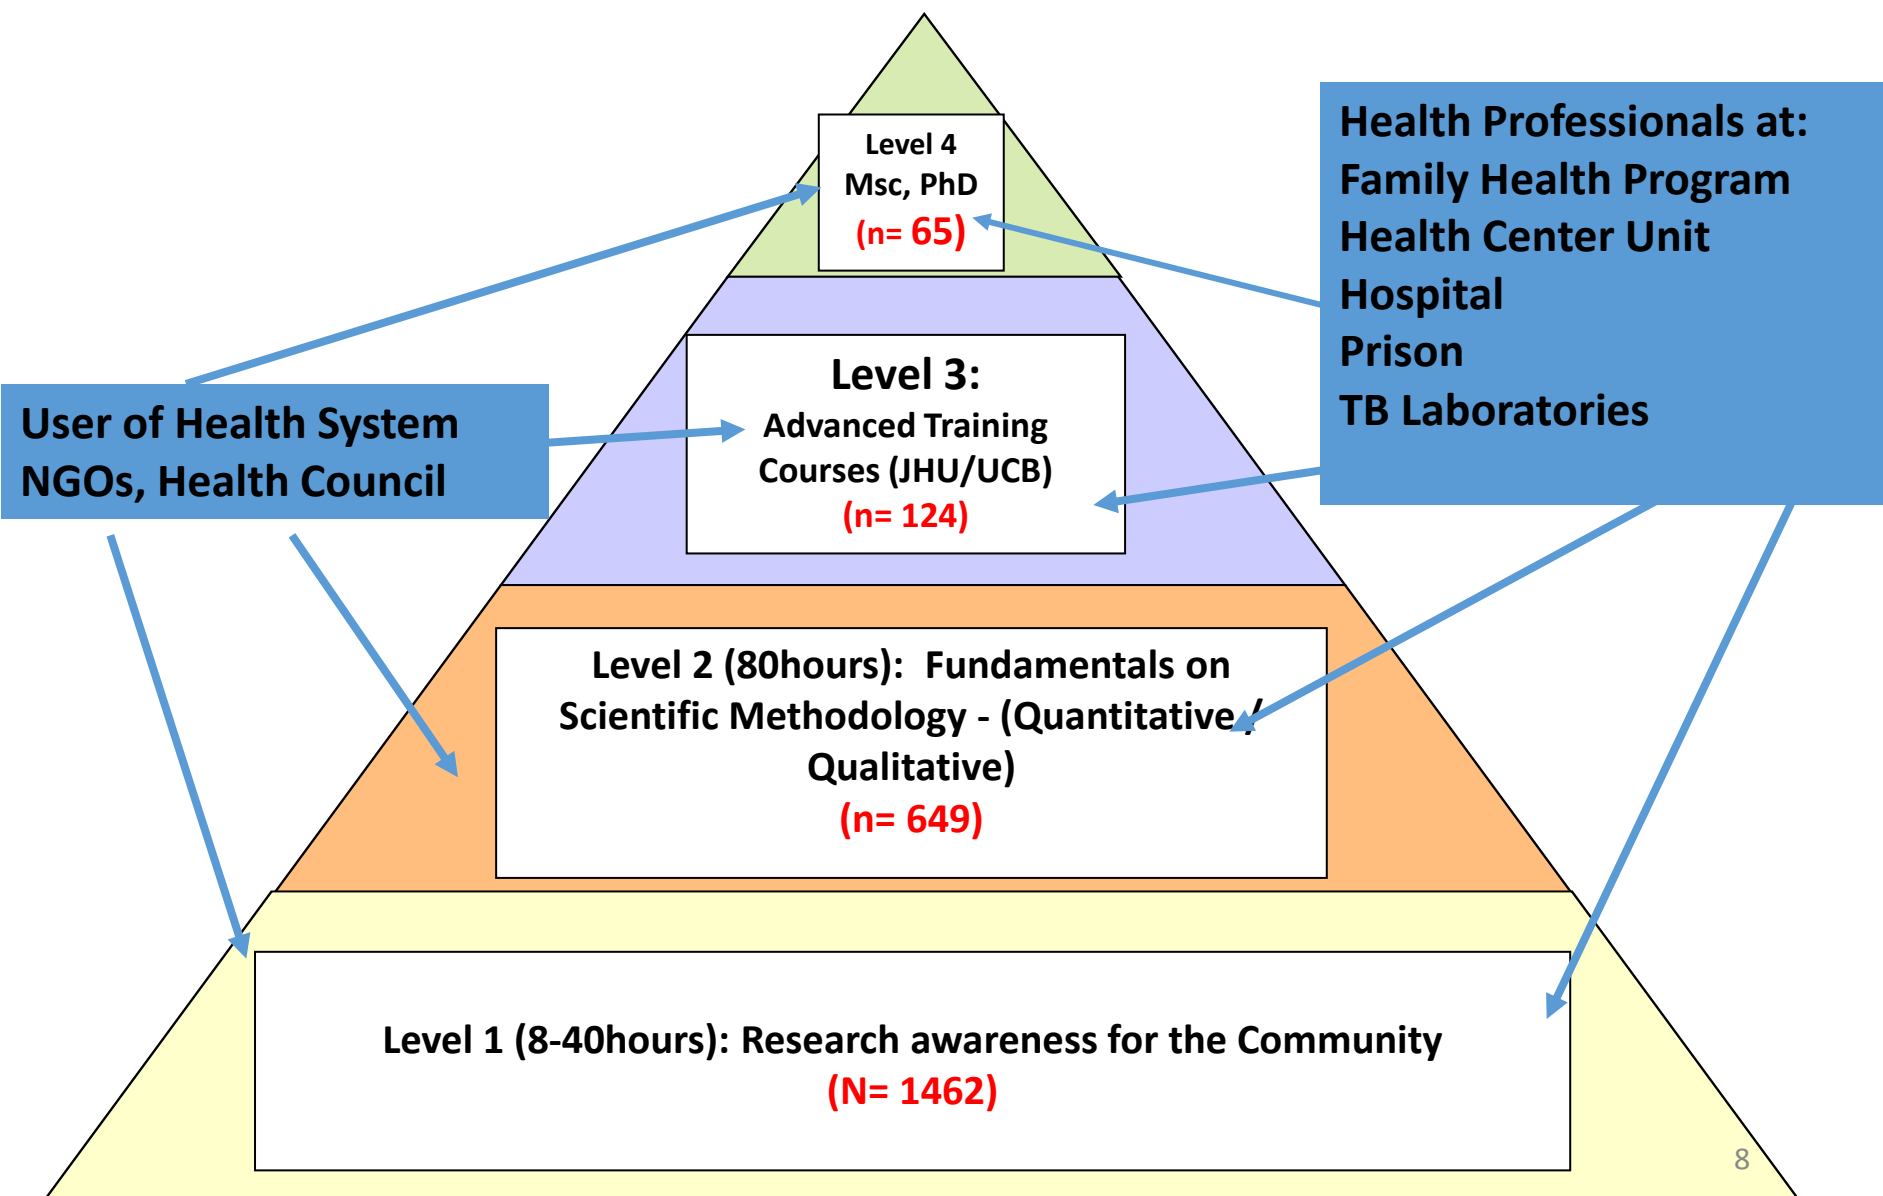 Level 4
Msc, PhD
(n= 65)
Health Professionals at:
Family Health Program
Health Center Unit
Hospital
Prison
TB Laboratories
Level 3:
Advanced Training
Courses (JHU/UCB)
(n= 124)
User of Health System
NGOs, Health Council
Level 2 (80hours):  Fundamentals on
Scientific Methodology - (Quantitative /
Qualitative)
(n= 649)
Level 1 (8-40hours): Research awareness for the Community
(N= 1462)
8